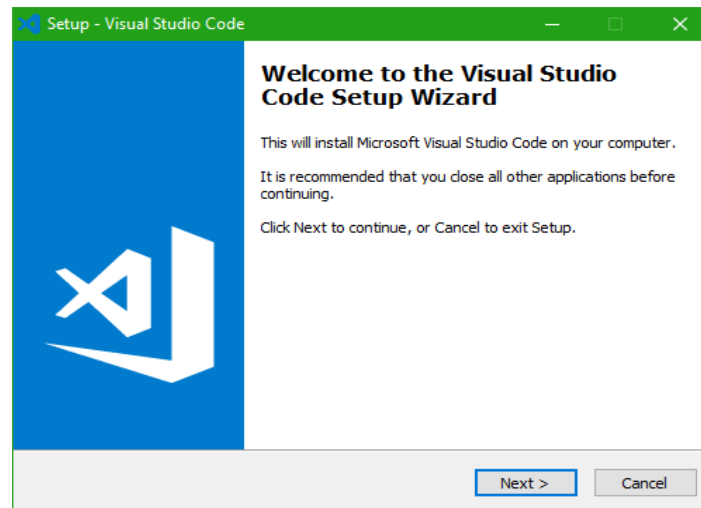 Setup - Visual Studio Code
Welcome to the Visual Studio
Code Setup Wizard
This will install Microsoft Visual Studio Code on your computer.
It is recommended that you close all other applications before
continuing.
Click Next to continue, or Cancel to exit Setup.
Next >
Cancel